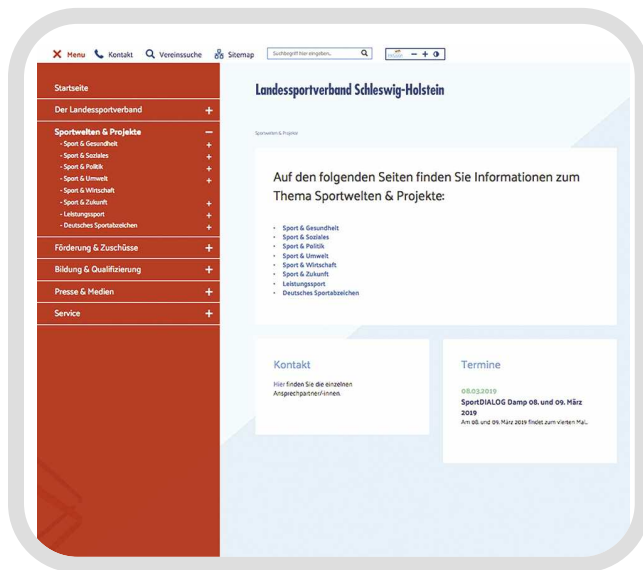 Menu Kontakt Vereinssuche Sitemap Suchbegriff hier eingeben..
Startseite
Der Landessportverband +
Sportwelten & Projekte −
- Sport & Gesundheit +
- Sport & Soziales +
- Sport & Politik +
- Sport & Umwelt +
- Sport & Wirtschaft
- Sport & Zukunft +
- Leistungssport +
- Deutsches Sportabzeichen +
Förderung & Zuschüsse +
Bildung & Qualifizierung +
Presse & Medien +
Service +
Landessportverband Schleswig-Holstein
Sportwelten & Projekte
Auf den folgenden Seiten finden Sie Informationen zum
Thema Sportwelten & Projekte:
• Sport & Gesundheit
• Sport & Soziales
• Sport & Politik
• Sport & Umwelt
• Sport & Wirtschaft
• Sport & Zukunft
• Leistungssport
• Deutsches Sportabzeichen
Kontakt
Hier finden Sie die einzelnen
Ansprechpartner/-innen.
Termine
08.03.2019
SportDIALOG Damp 08. und 09. März
2019
Am 08. und 09. März 2019 findet zum vierten Mal..